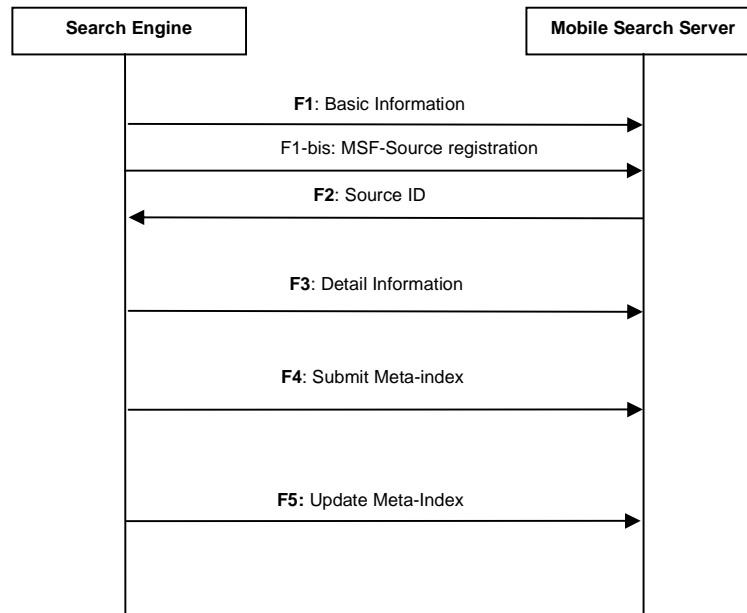 Search Engine
Mobile Search Server
F1: Basic Information
F1-bis: MSF-Source registration
F2: Source ID
F3: Detail Information
F4: Submit Meta-index
F5: Update Meta-Index